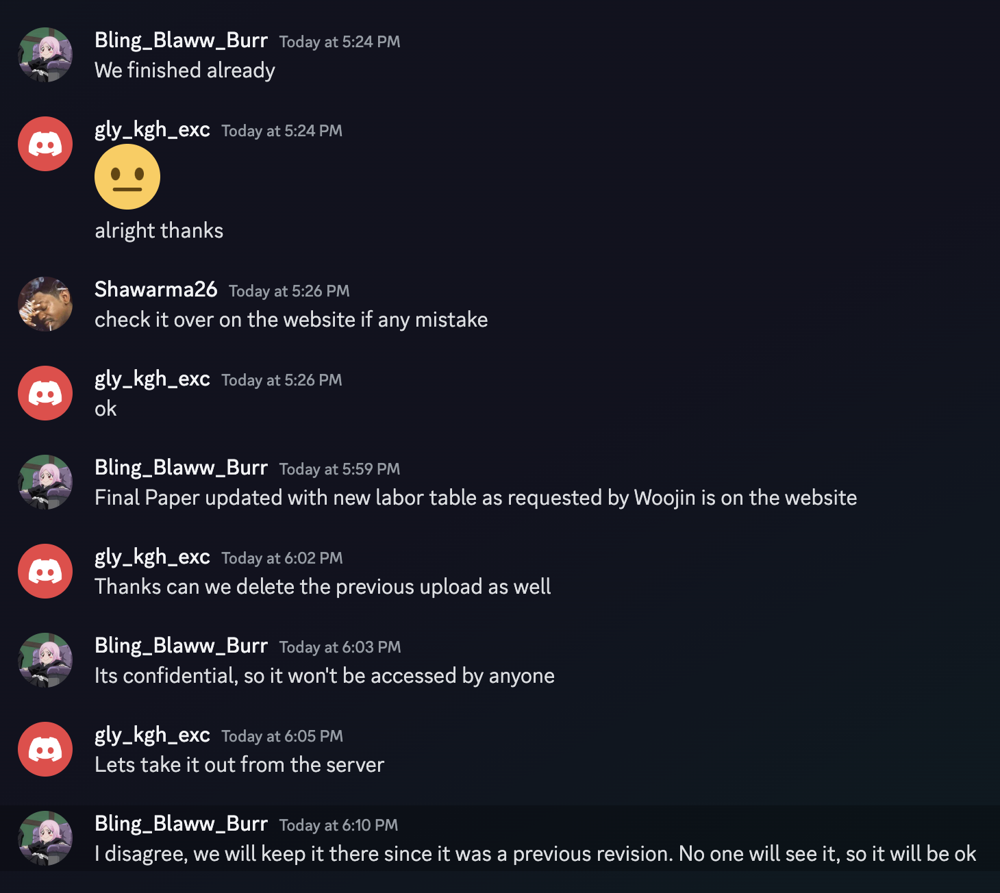 Bling_Blaww_Burr Today at 5:24 PM
We finished already
gly_kgh_exc Today at 5:24 PM
alright thanks
Shawarma26 Today at 5:26 PM
check it over on the website if any mistake
gly_kgh_exc Today at 5:26 PM
ok
Bling_Blaww_Burr Today at 5:59 PM
Final Paper updated with new labor table as requested by Woojin is on the website
gly_kgh_exc Today at 6:02 PM
Thanks can we delete the previous upload as well
Bling_Blaww_Burr Today at 6:03 PM
Its confidential, so it won't be accessed by anyone
gly_kgh_exc Today at 6:05 PM
Lets take it out from the server
Bling_Blaww_Burr Today at 6:10 PM
I disagree, we will keep it there since it was a previous revision. No one will see it, so it will be ok